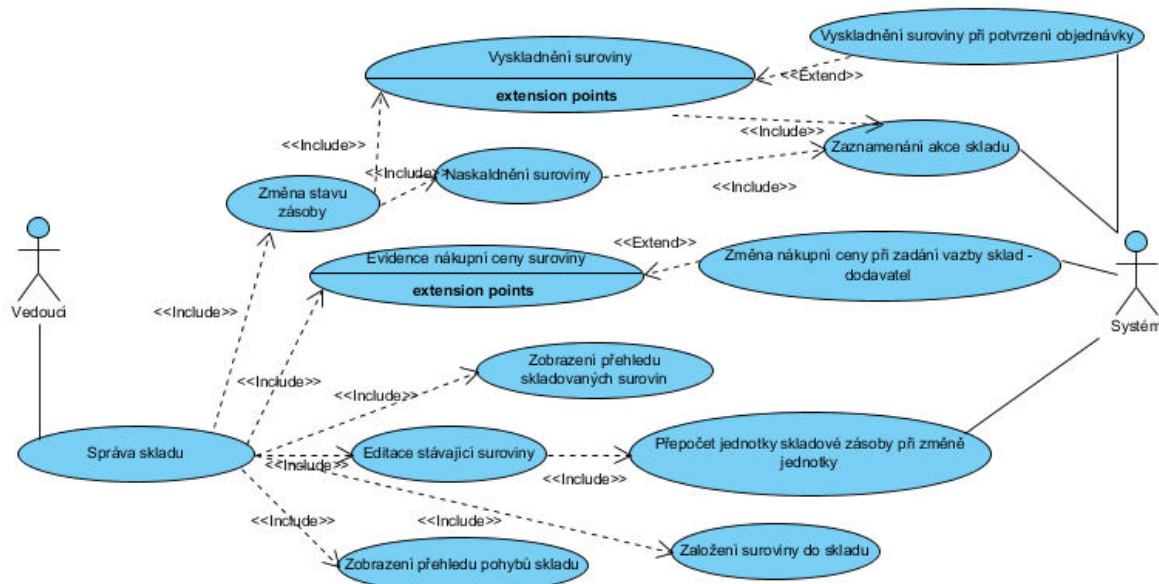 Vyskladnění suroviny při potvrzení objednávky
Vyskladnění suroviny
<<Extend>>
extension points
<<Include>>
<<Include>>
Zaznamenání akce skladu
<<Include>>
Naskaldnění suroviny
<<Include>>
Změna stavu
zásoby
<<Extend>>
Změna nákupní ceny při zadání vazby sklad -
dodavatel
Evidence nákupní ceny suroviny
extension points
Vedoucí
<<Include>>
Systém
Zobrazení přehledu
skladovaných surovin
<<Include>>
Správa skladu
Editace stávající suroviny
Přepočet jednotky skladové zásoby při změně
jednotky
<<Include>>
<<Include>>
<<Include>>
<<Include>>
Založení suroviny do skladu
Zobrazení přehledu pohybů skladu